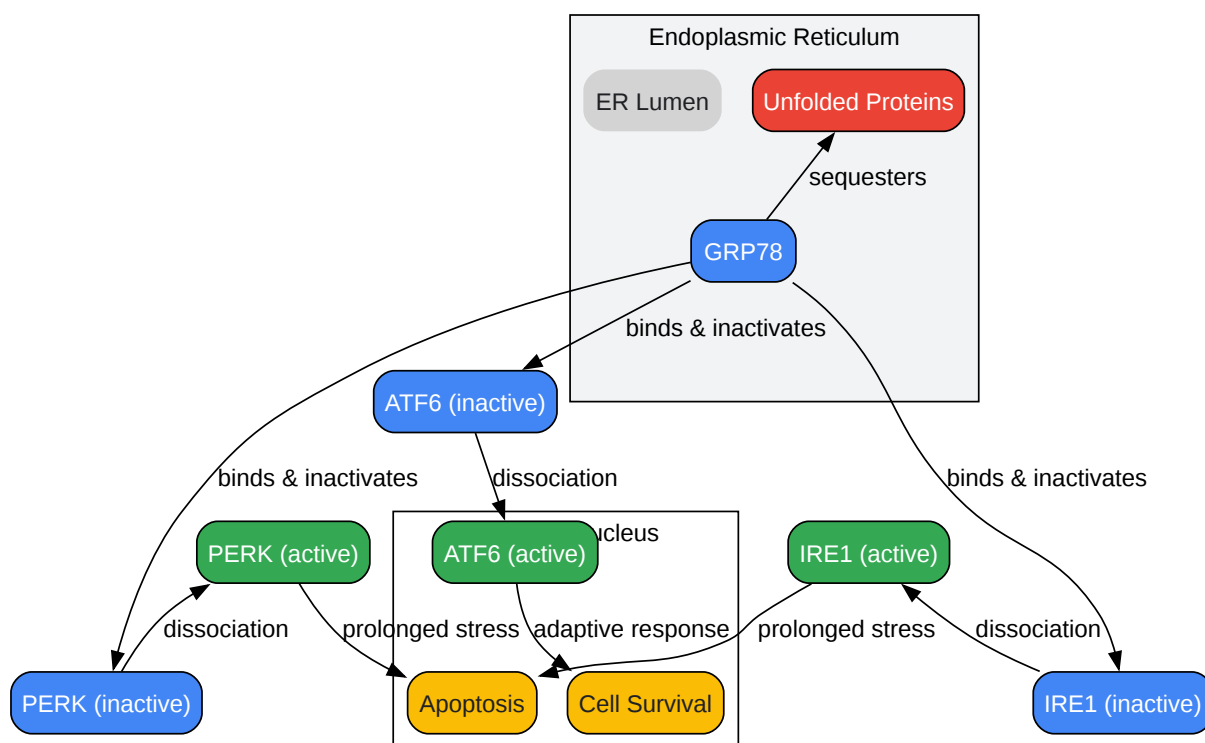 Endoplasmic Reticulum
ER Lumen
Unfolded Proteins
sequesters
GRP78
binds & inactivates
ATF6 (inactive)
binds & inactivates
dissociation
binds & inactivates
ucleus
PERK (active)
ATF6 (active)
IRE1 (active)
dissociation
prolonged stress
adaptive response
prolonged stress
dissociation
PERK (inactive)
Apoptosis
Cell Survival
IRE1 (inactive)